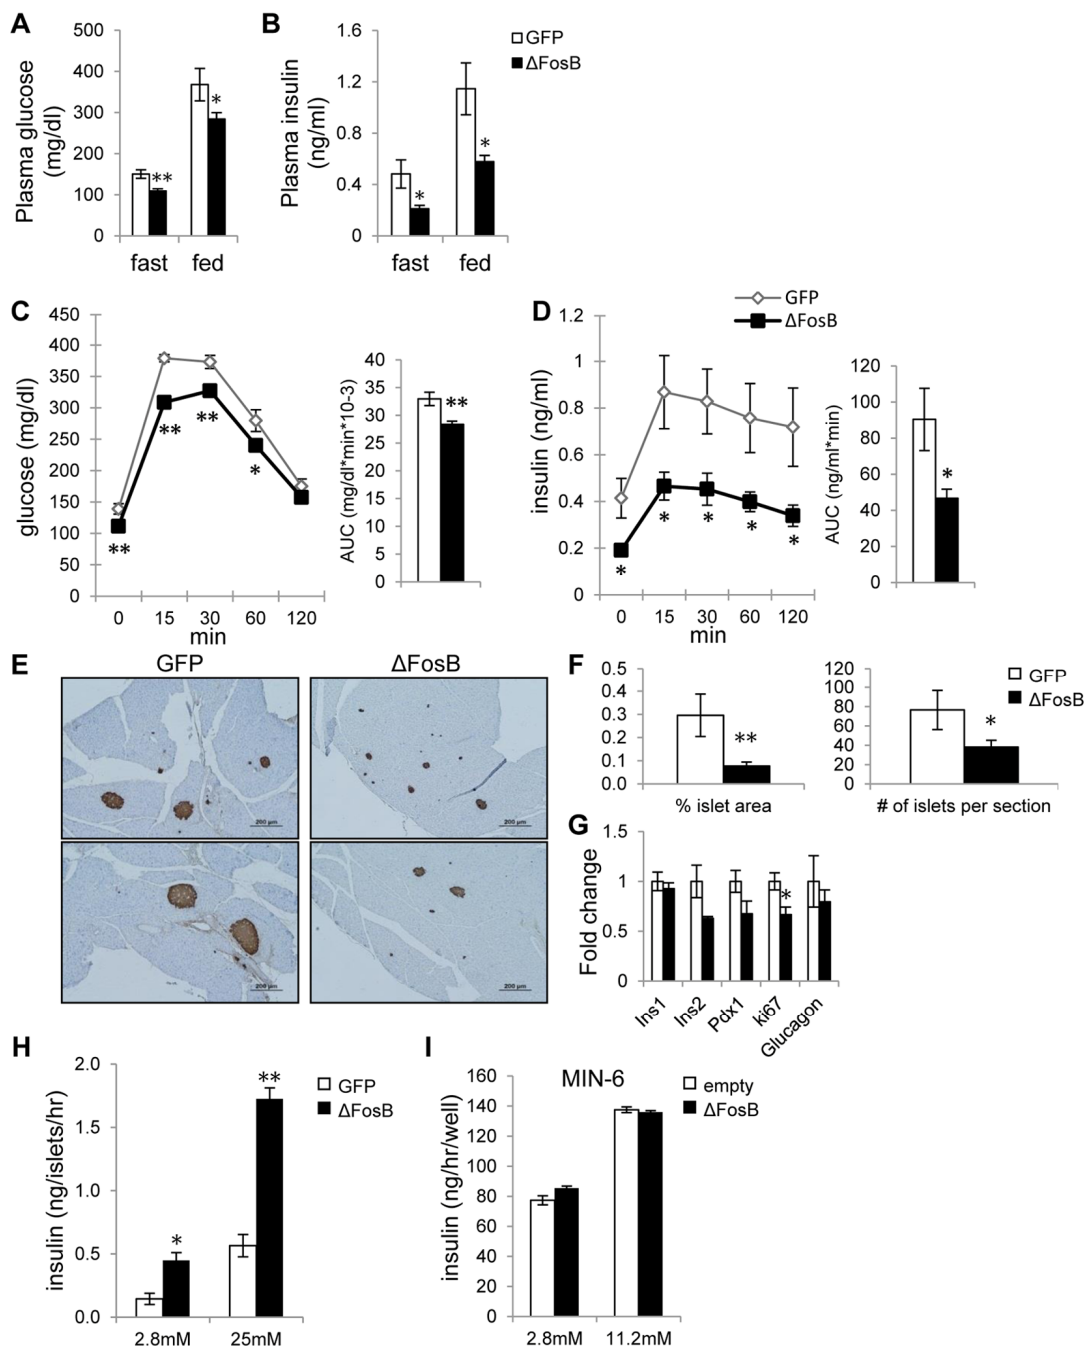 A
Plasma glucose
(mg/dl)
500
400
300
200
100
0
**
*
fast
fed
B
Plasma insulin
(ng/ml)
1.6
1.2
0.8
0.4
0
*
*
fast
fed
GFP
ΔFosB
C
glucose (mg/dl)
450
400
350
300
250
200
150
100
50
0
**
**
**
*
0
15
30
60
120
min
AUC (mg/dl*min*10-3)
40
35
30
25
20
15
10
5
0
**
D
GFP
ΔFosB
insulin (ng/ml)
1.2
1
0.8
0.6
0.4
0.2
0
*
*
*
*
*
0
15
30
60
120
min
AUC (ng/ml*min)
120
100
80
60
40
20
0
*
E
GFP
ΔFosB
200 μm
200 μm
200 μm
200 μm
F
0.5
0.4
0.3
0.2
0.1
0.0
**
% islet area
120
100
80
60
40
20
0
*
# of islets per section
GFP
ΔFosB
G
Fold change
1.5
1
0.5
0
*
Ins1
Ins2
Pdx1
ki67
Glucagon
H
insulin (ng/islets/hr)
2.0
1.5
1.0
0.5
0.0
*
**
2.8mM
25mM
GFP
ΔFosB
I
MIN-6
insulin (ng/hr/well)
160
140
120
100
80
60
40
20
0
2.8mM
11.2mM
empty
ΔFosB